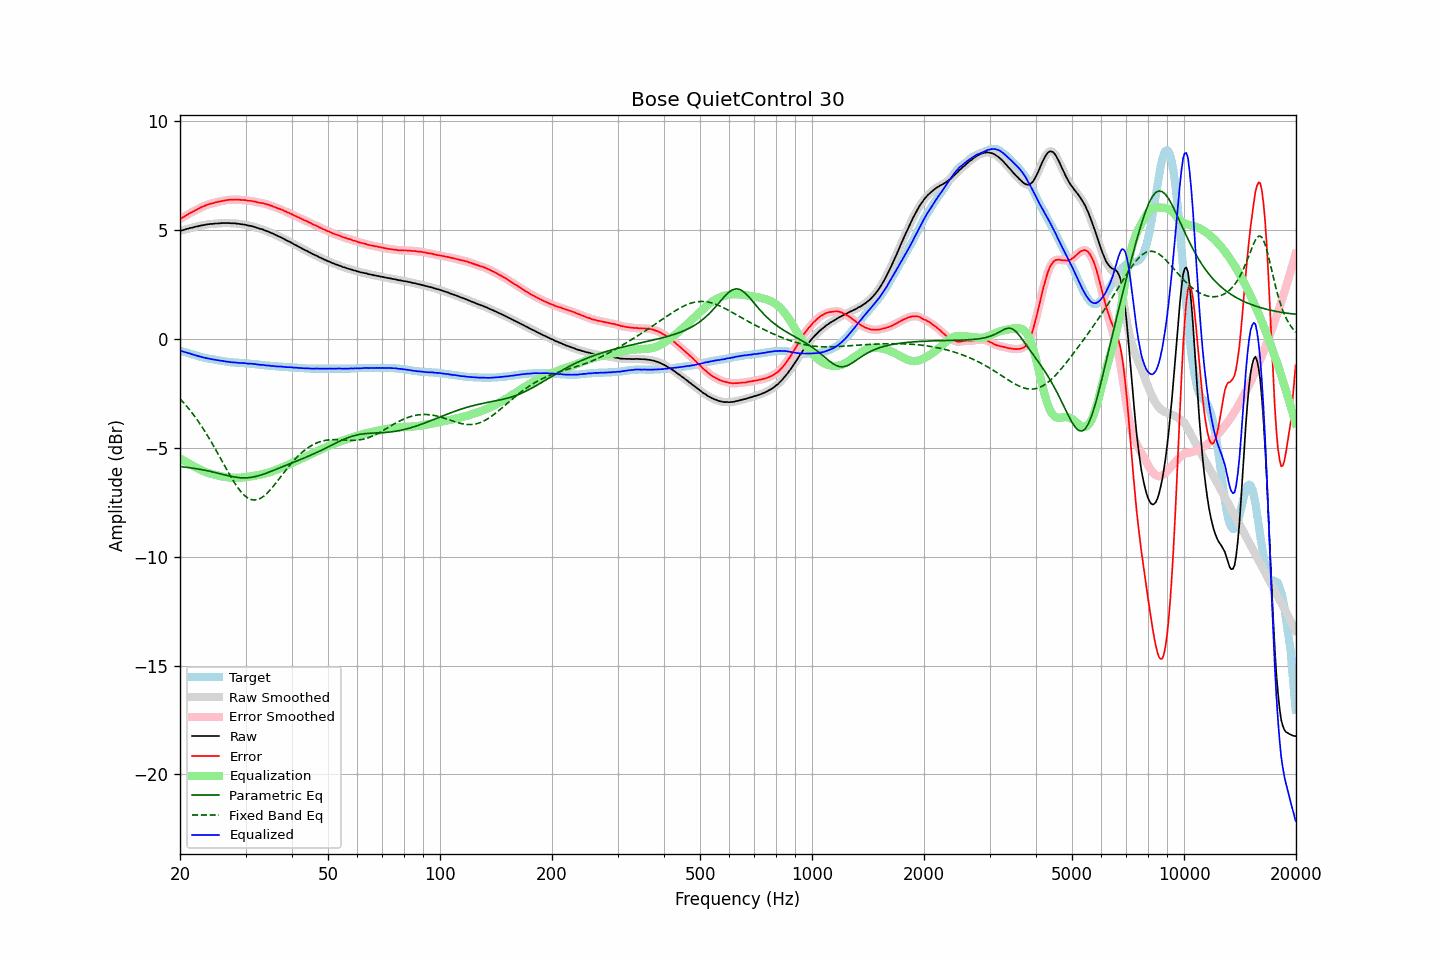 Bose QuietControl 30
10
5
0
−5
−10
−15
−20
Amplitude (dBr)
Target
Raw Smoothed
Error Smoothed
Raw
Error
Equalization
Parametric Eq
Fixed Band Eq
Equalized
20 50 100 200 500 1000 2000 5000 10000 20000
Frequency (Hz)